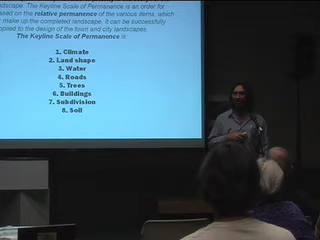 ndscape. The Keyline Scale of Permanence is an order for
ased on the relative permanence of the various items, which
make up the completed landscape. It can be successfully
pplied to the design of the town and city landscapes.
The Keyline Scale of Permanence is:
1. Climate
2. Land shape
3. Water
4. Roads
5. Trees
6. Buildings
7. Subdivision
8. Soil